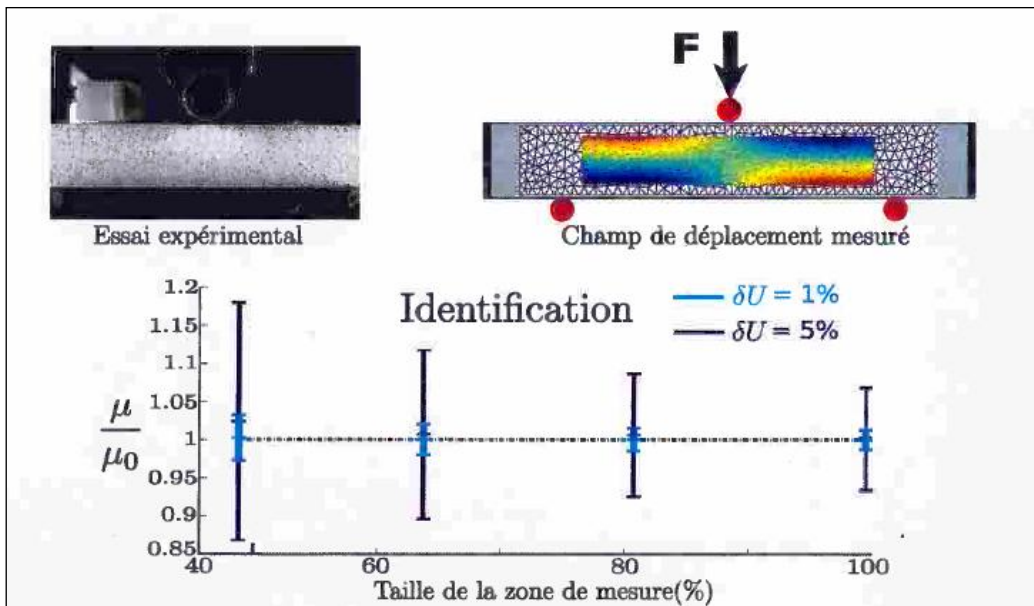 F
Essai expérimental
Champ de déplacement mesuré
Identification
δU = 1%
δU = 5%
1.2
1.15
1.1
1.05
1
0.95
0.9
0.85
μ
μ0
40
60
80
100
Taille de la zone de mesure(%)